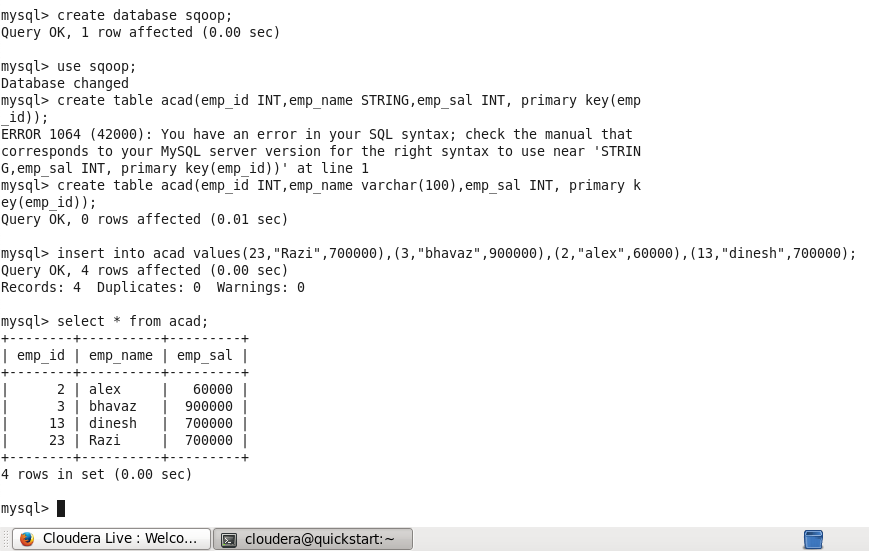 mysql> create database sqoop;
Query OK, 1 row affected (0.00 sec)
mysql> use sqoop;
Database changed
mysql> create table acad(emp_id INT,emp_name STRING,emp_sal INT, primary key(emp
_id));
ERROR 1064 (42000): You have an error in your SQL syntax; check the manual that
corresponds to your MySQL server version for the right syntax to use near 'STRIN
G,emp_sal INT, primary key(emp_id))' at line 1
mysql> create table acad(emp_id INT,emp_name varchar(100),emp_sal INT, primary k
ey(emp_id));
Query OK, 0 rows affected (0.01 sec)
mysql> insert into acad values(23,"Razi",700000),(3,"bhavaz",900000),(2,"alex",60000),(13,"dinesh",700000);
Query OK, 4 rows affected (0.00 sec)
Records: 4  Duplicates: 0  Warnings: 0
mysql> select * from acad;
+--------+----------+---------+
| emp_id | emp_name | emp_sal |
+--------+----------+---------+
|      2 | alex     |   60000 |
|      3 | bhavaz   |  900000 |
|     13 | dinesh   |  700000 |
|     23 | Razi     |  700000 |
+--------+----------+---------+
4 rows in set (0.00 sec)
mysql>
Cloudera Live : Welco...
cloudera@quickstart:~